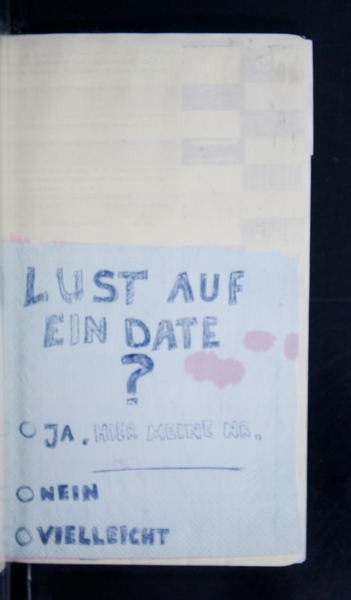 LUST AUF
EIN DATE
?
JA, HIER MEINE NR.
NEIN
VIELLEICHT